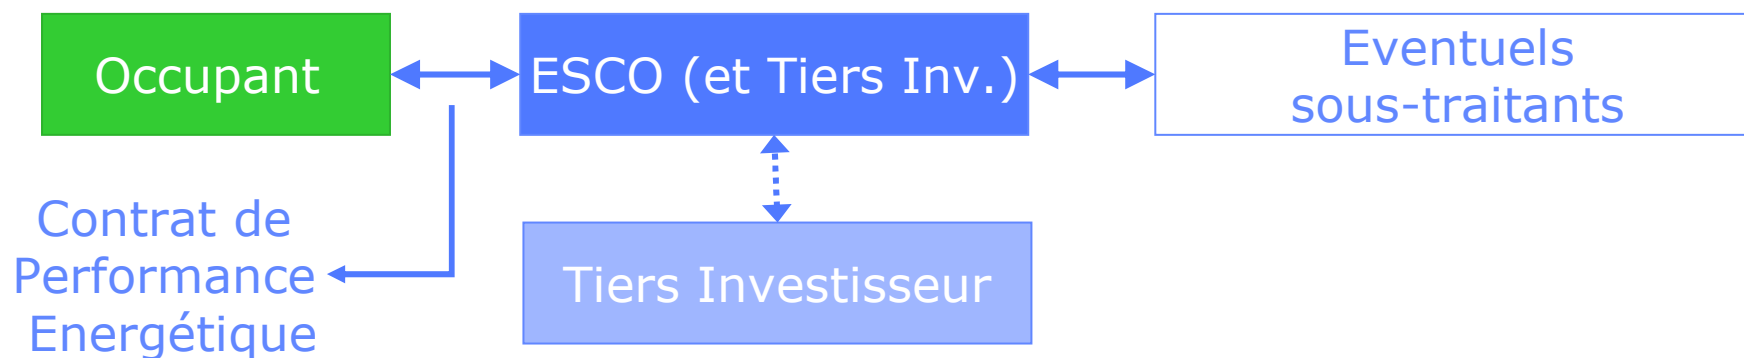 Occupant
ESCO (et Tiers Inv.)
Eventuels
sous-traitants
Contrat de
Performance
Energétique
Tiers Investisseur